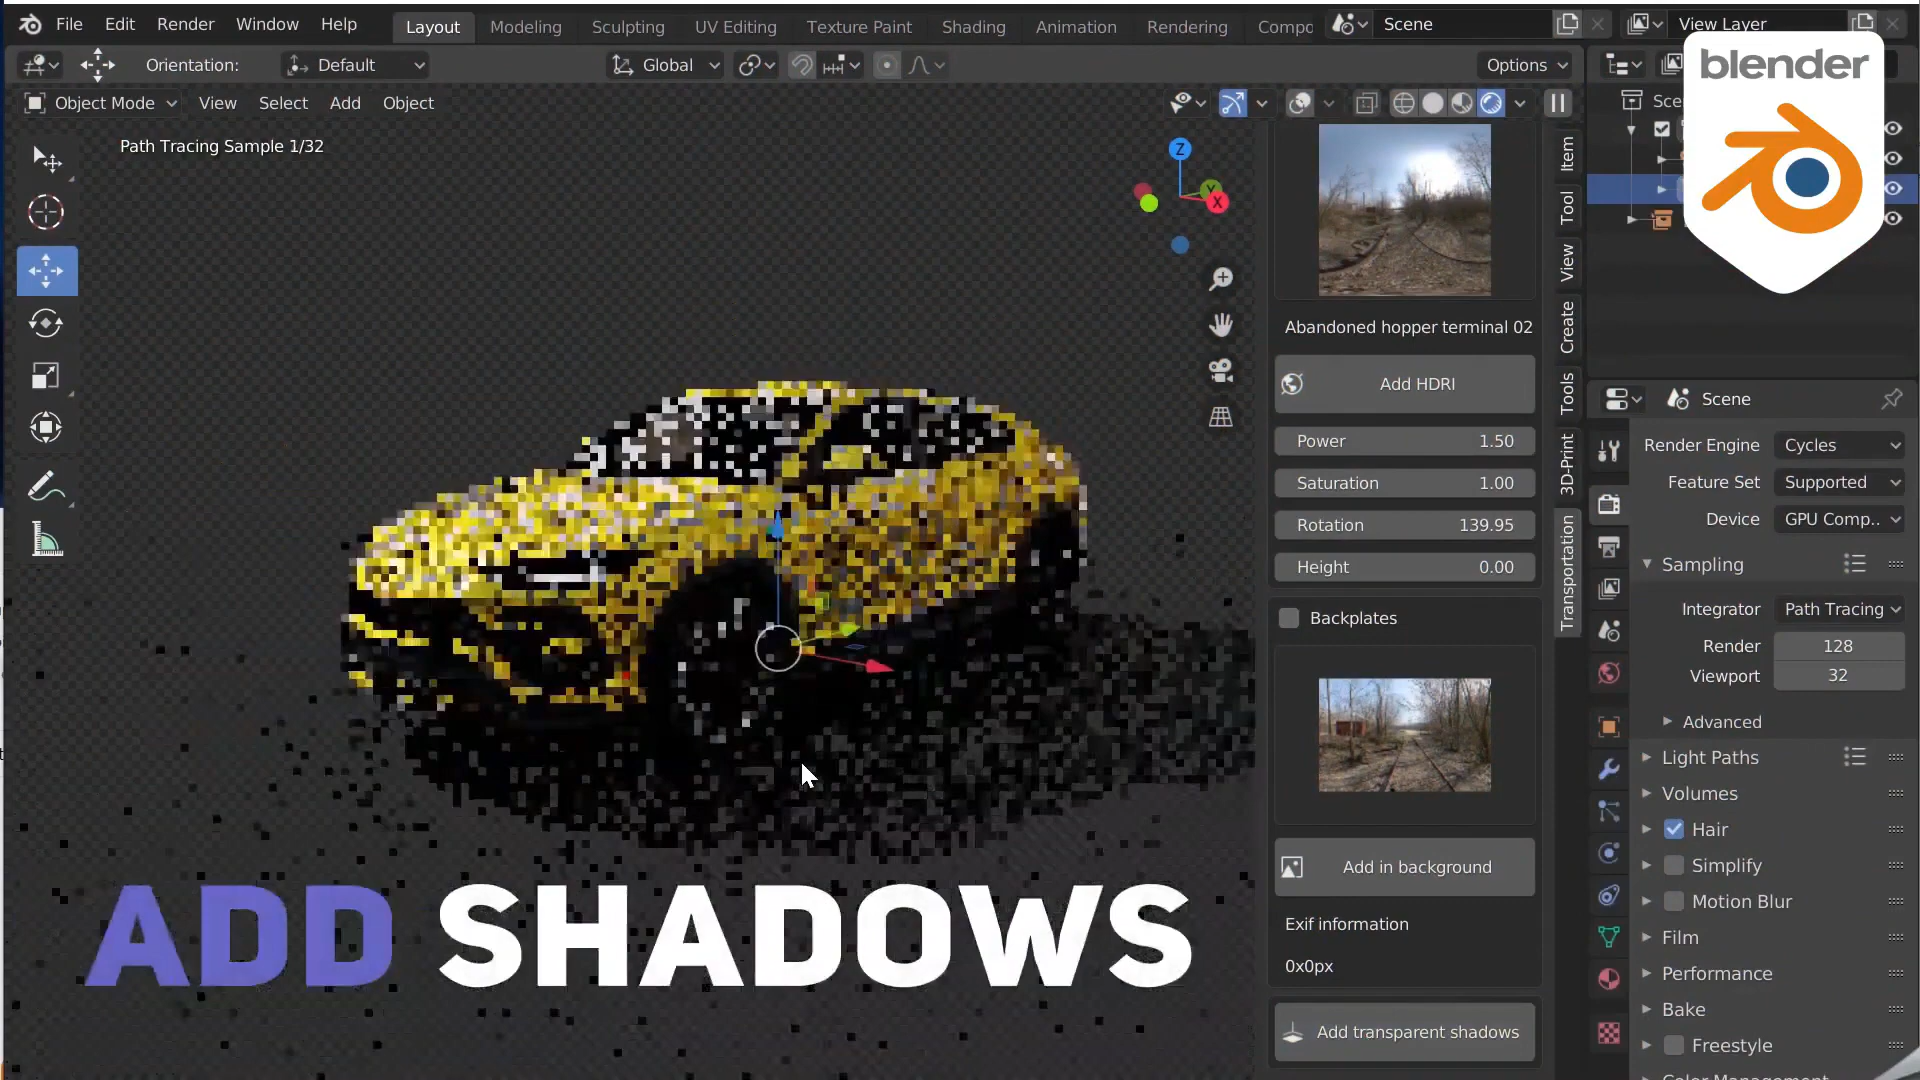 File Edit Render Window Help Layout Modeling Sculpting UV Editing Texture Paint Shading Animation Rendering Compo Scene View Layer
Orientation: Default Global Options
Object Mode View Select Add Object
Path Tracing Sample 1/32
Z
Y
X
Abandoned hopper terminal 02
Add HDRI
Power 1.50
Saturation 1.00
Rotation 139.95
Height 0.00
Backplates
Add in background
Exif information
0x0px
Add transparent shadows
Item
Tool
View
Create
Tools
3D-Print
Transportation
blender
Sce
Scene
Render Engine Cycles
Feature Set Supported
Device GPU Comp..
Sampling
Integrator Path Tracing
Render 128
Viewport 32
Advanced
Light Paths
Volumes
Hair
Simplify
Motion Blur
Film
Performance
Bake
Freestyle
Color Management
ADD SHADOWS